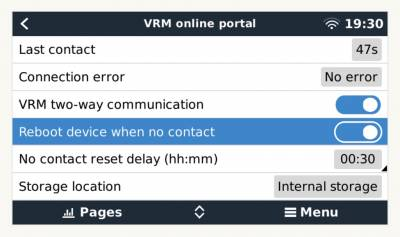 VRM online portal 19:30
Last contact 47s
Connection error No error
VRM two-way communication
Reboot device when no contact
No contact reset delay (hh:mm) 00:30
Storage location Internal storage
Pages Menu